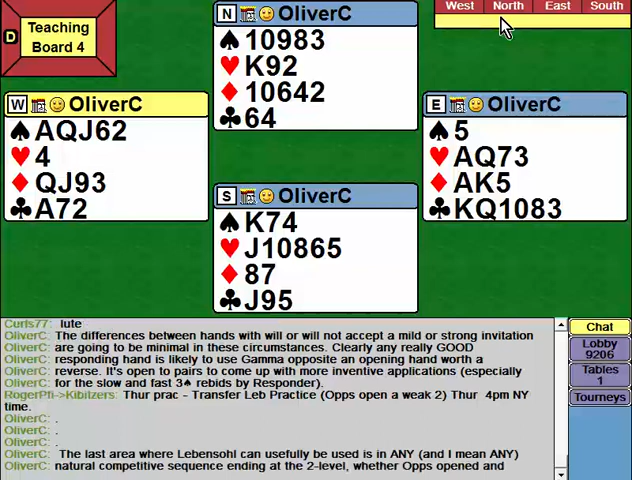 D Teaching Board 4
N OliverC
♠10983
♥K92
♦10642
♣64
West North East South
W OliverC
♠AQJ62
♥4
♦QJ93
♣A72
E OliverC
♠5
♥AQ73
♦AK5
♣KQ1083
S OliverC
♠K74
♥J10865
♦87
♣J95
Curls77: lute
OliverC: The differences between hands with will or will not accept a mild or strong invitation
OliverC: are going to be minimal in these circumstances. Clearly any really GOOD
OliverC: responding hand is likely to use Gamma opposite an opening hand worth a
OliverC: reverse. It's open to pairs to come up with more inventive applications (especially
OliverC: for the slow and fast 3♠ rebids by Responder).
RogerPfi->Kibitzers: Thur prac - Transfer Leb Practice (Opps open a weak 2) Thur 4pm NY
time.
OliverC: .
OliverC: .
OliverC: .
OliverC: The last area where Lebensohl can usefully be used is in ANY (and I mean ANY)
OliverC: natural competitive sequence ending at the 2-level, whether Opps opened and
Chat
Lobby
9206
Tables
1
Tourneys